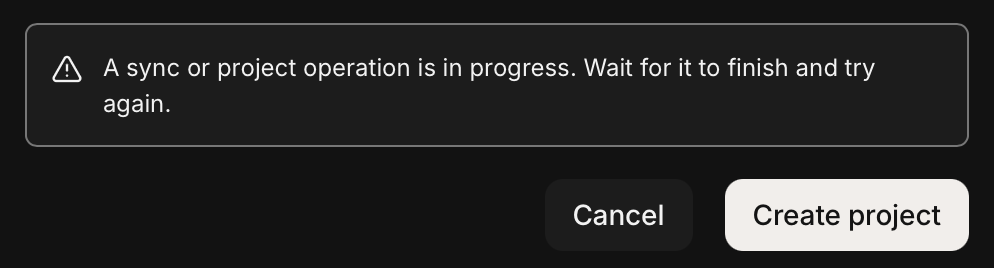 A sync or project operation is in progress. Wait for it to finish and try
again.
Cancel
Create project